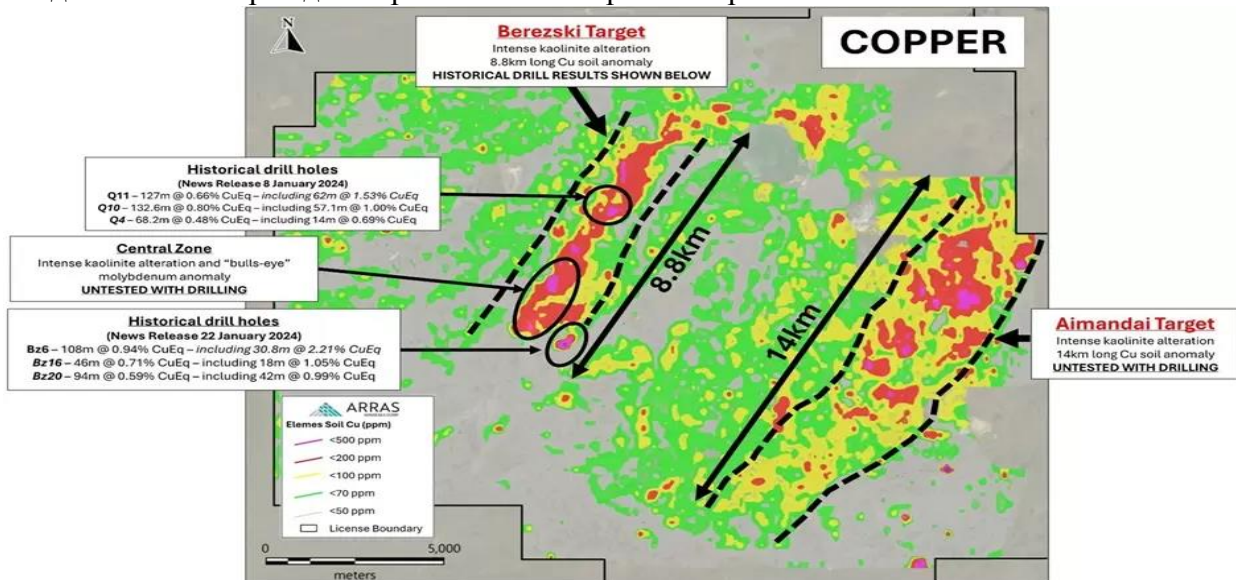 N
Berezski Target
Intense kaolinite alteration
8.8km long Cu soil anomaly
HISTORICAL DRILL RESULTS SHOWN BELOW
COPPER
Historical drill holes
(News Release 8 January 2024)
Q11 – 127m @ 0.66% CuEq – including 62m @ 1.53% CuEq
Q10 – 132.6m @ 0.80% CuEq – including 57.1m @ 1.00% CuEq
Q4 – 68.2m @ 0.48% CuEq – including 14m @ 0.69% CuEq
Central Zone
Intense kaolinite alteration and “bulls-eye”
molybdenum anomaly
UNTESTED WITH DRILLING
Historical drill holes
(News Release 22 January 2024)
Bz6 – 108m @ 0.94% CuEq – including 30.8m @ 2.21% CuEq
Bz16 – 46m @ 0.71% CuEq – including 18m @ 1.05% CuEq
Bz20 – 94m @ 0.59% CuEq – including 42m @ 0.99% CuEq
8.8km
14km
Aimandai Target
Intense kaolinite alteration
14km long Cu soil anomaly
UNTESTED WITH DRILLING
ARRAS
Elemes Soil Cu (ppm)
<500 ppm
<200 ppm
<100 ppm
<70 ppm
<50 ppm
License Boundary
0 5,000
meters